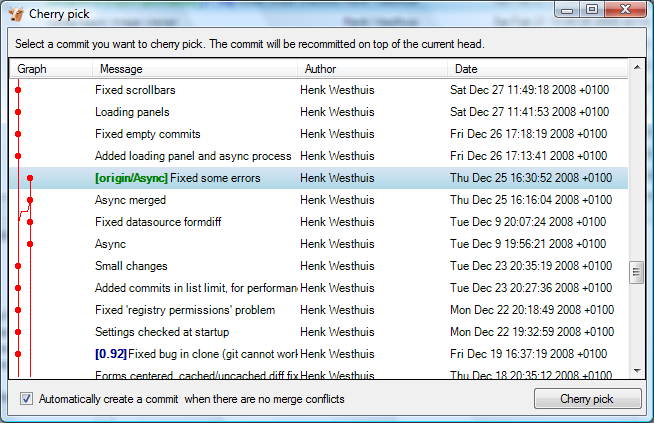 Cherry pick
Select a commit you want to cherry pick. The commit will be recommitted on top of the current head.
Graph Message Author Date
Fixed scrollbars Henk Westhuis Sat Dec 27 11:49:18 2008 +0100
Loading panels Henk Westhuis Sat Dec 27 11:41:53 2008 +0100
Fixed empty commits Henk Westhuis Fri Dec 26 17:18:19 2008 +0100
Added loading panel and async process Henk Westhuis Fri Dec 26 17:13:41 2008 +0100
[origin/Async] Fixed some errors Henk Westhuis Thu Dec 25 16:30:52 2008 +0100
Async merged Henk Westhuis Thu Dec 25 16:16:04 2008 +0100
Fixed datasource formdiff Henk Westhuis Tue Dec 9 20:07:24 2008 +0100
Async Henk Westhuis Tue Dec 9 19:56:21 2008 +0100
Small changes Henk Westhuis Tue Dec 23 20:35:19 2008 +0100
Added commits in list limit, for performan Henk Westhuis Tue Dec 23 20:27:36 2008 +0100
Fixed 'registry permissions' problem Henk Westhuis Mon Dec 22 20:18:49 2008 +0100
Settings checked at startup Henk Westhuis Mon Dec 22 19:32:59 2008 +0100
[0.92] Fixed bug in clone (git cannot work Henk Westhuis Fri Dec 19 16:37:19 2008 +0100
Forms centered, cached/uncached diff fix Henk Westhuis Thu Dec 18 20:35:12 2008 +0100
Automatically create a commit when there are no merge conflicts
Cherry pick